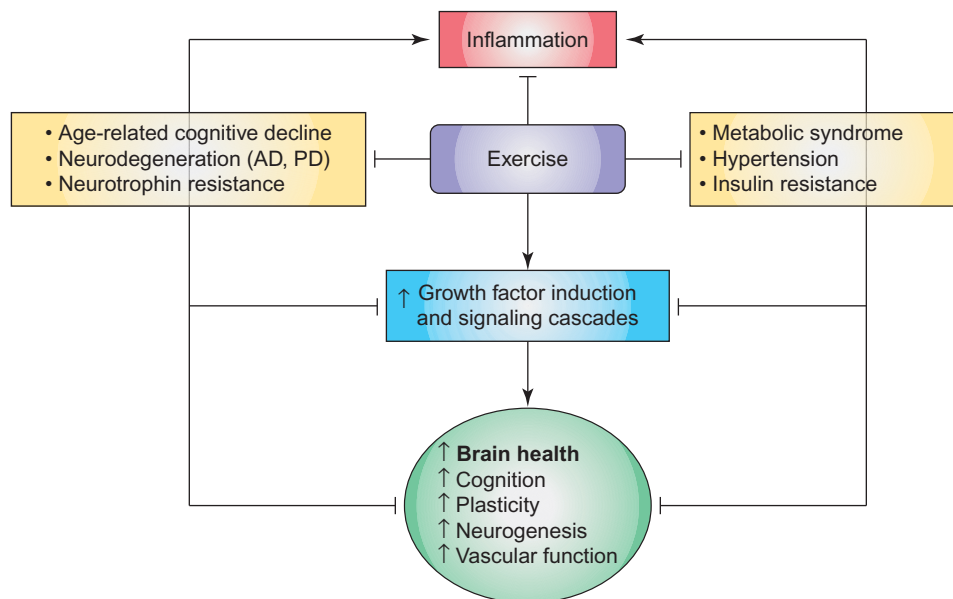 Inflammation
• Age-related cognitive decline
• Neurodegeneration (AD, PD)
• Neurotrophin resistance
Exercise
• Metabolic syndrome
• Hypertension
• Insulin resistance
↑ Growth factor induction
and signaling cascades
↑ Brain health
↑ Cognition
↑ Plasticity
↑ Neurogenesis
↑ Vascular function